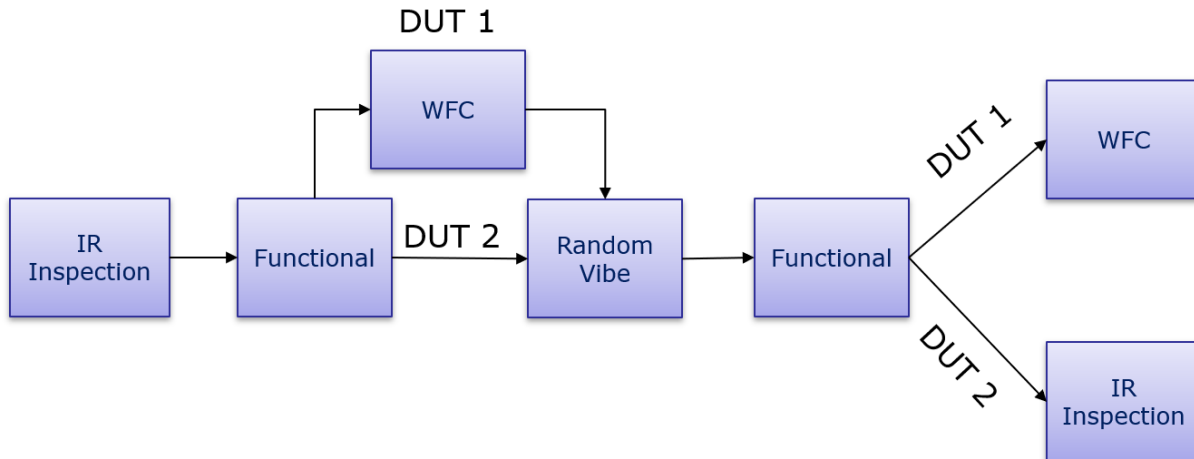 DUT 1
WFC
IR
Inspection
Functional
DUT 2
Random
Vibe
Functional
DUT 1
WFC
DUT 2
IR
Inspection